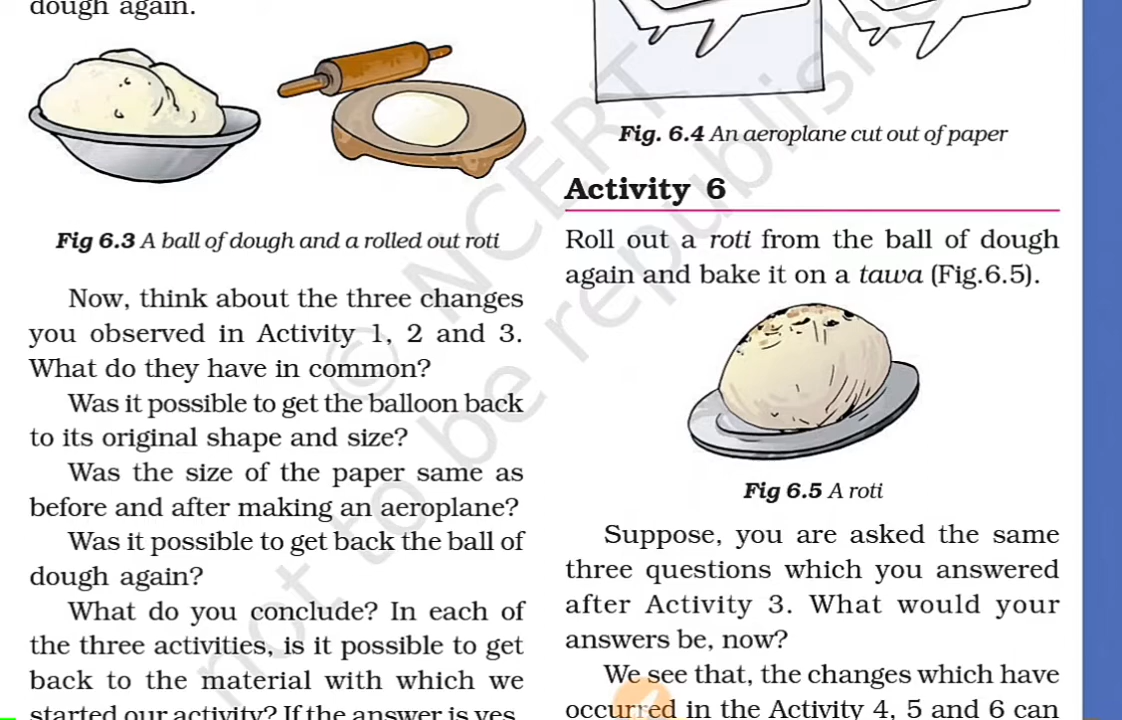 dough again.
Fig 6.3 A ball of dough and a rolled out roti
Now, think about the three changes
you observed in Activity 1, 2 and 3.
What do they have in common?
Was it possible to get the balloon back
to its original shape and size?
Was the size of the paper same as
before and after making an aeroplane?
Was it possible to get back the ball of
dough again?
What do you conclude? In each of
the three activities, is it possible to get
back to the material with which we
started our activity? If the answer is yes,
Fig. 6.4 An aeroplane cut out of paper
Activity 6
Roll out a roti from the ball of dough
again and bake it on a tawa (Fig.6.5).
Fig 6.5 A roti
Suppose, you are asked the same
three questions which you answered
after Activity 3. What would your
answers be, now?
We see that, the changes which have
occurred in the Activity 4, 5 and 6 can
© NCERT
not to be republishe